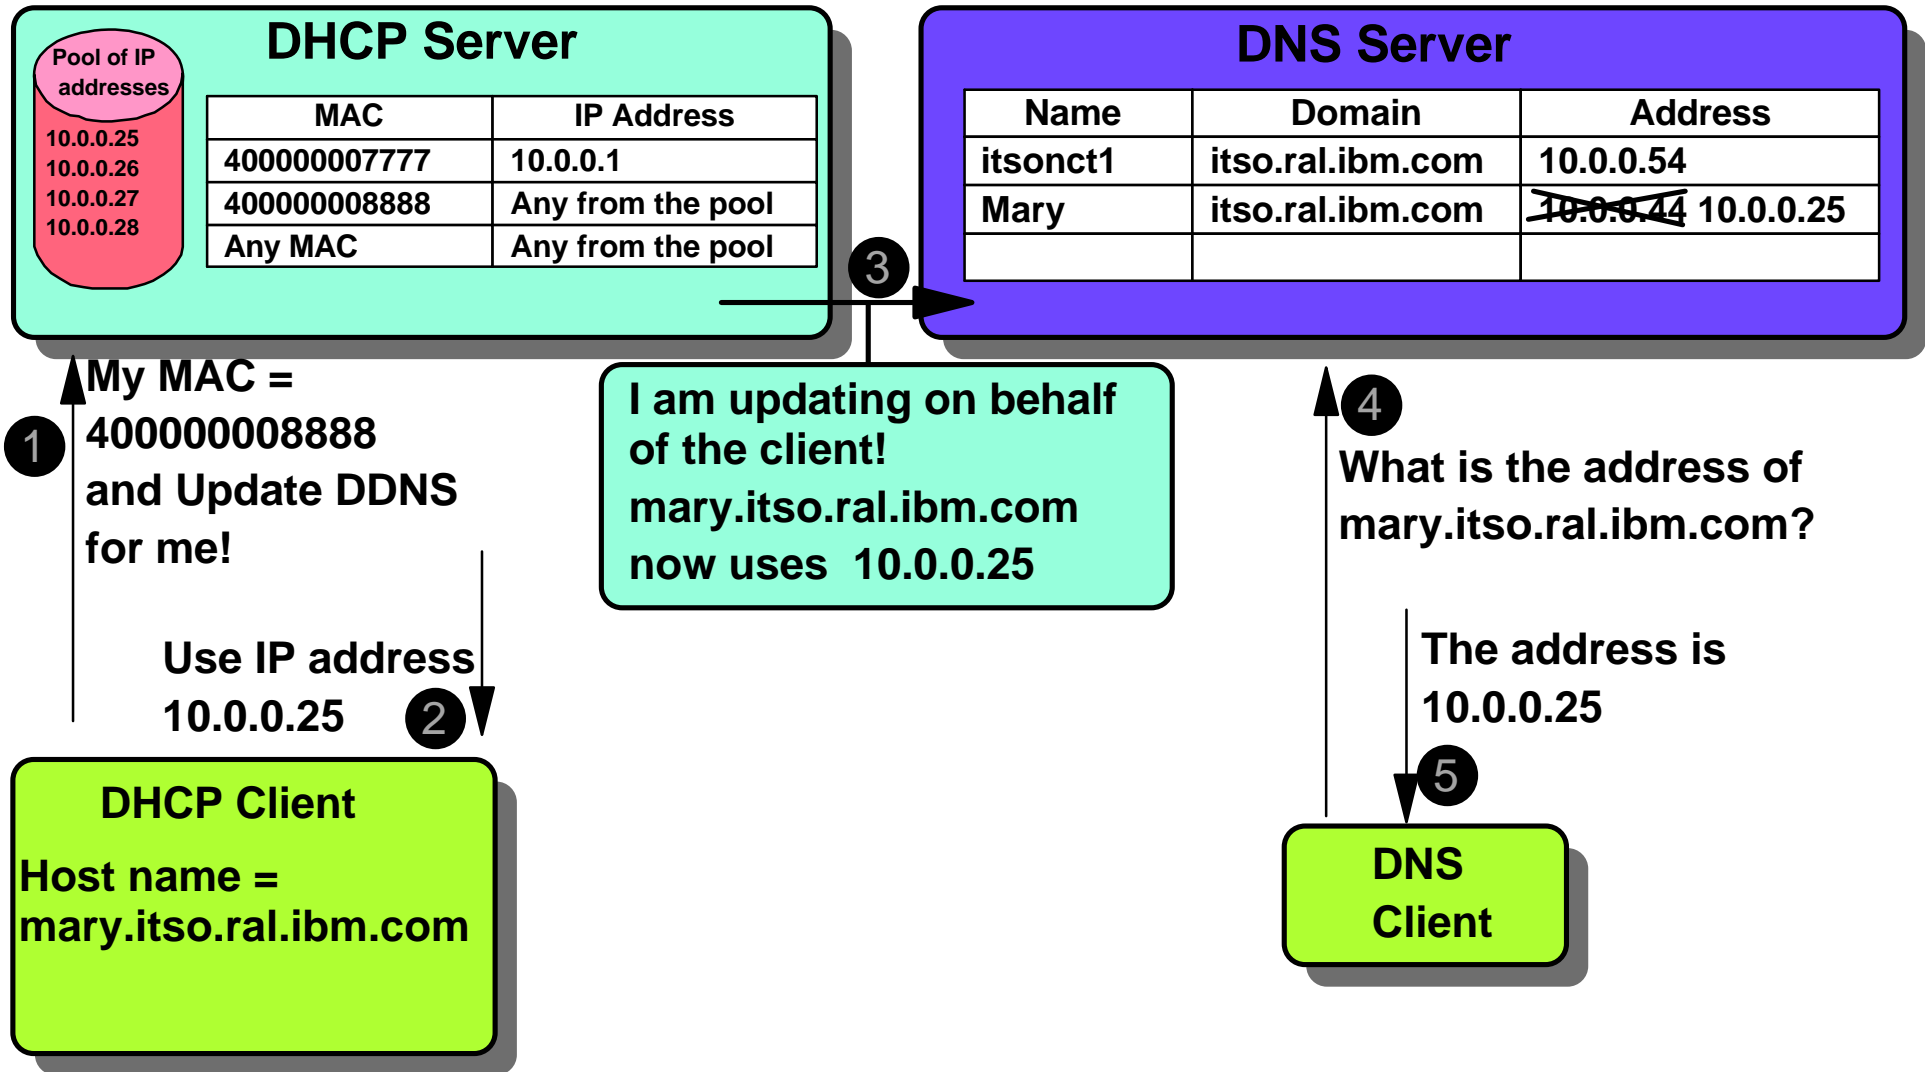 DHCP Server
Pool of IP
addresses
10.0.0.25
10.0.0.26
10.0.0.27
10.0.0.28
MAC IP Address
400000007777 10.0.0.1
400000008888 Any from the pool
Any MAC Any from the pool
DNS Server
Name Domain Address
itsonct1 itso.ral.ibm.com 10.0.0.54
Mary itso.ral.ibm.com 10.0.0.44 10.0.0.25
3
1
My MAC =
400000008888
and Update DDNS
for me!
I am updating on behalf
of the client!
mary.itso.ral.ibm.com
now uses 10.0.0.25
4
What is the address of
mary.itso.ral.ibm.com?
Use IP address
10.0.0.25
2
The address is
10.0.0.25
5
DHCP Client
Host name =
mary.itso.ral.ibm.com
DNS
Client